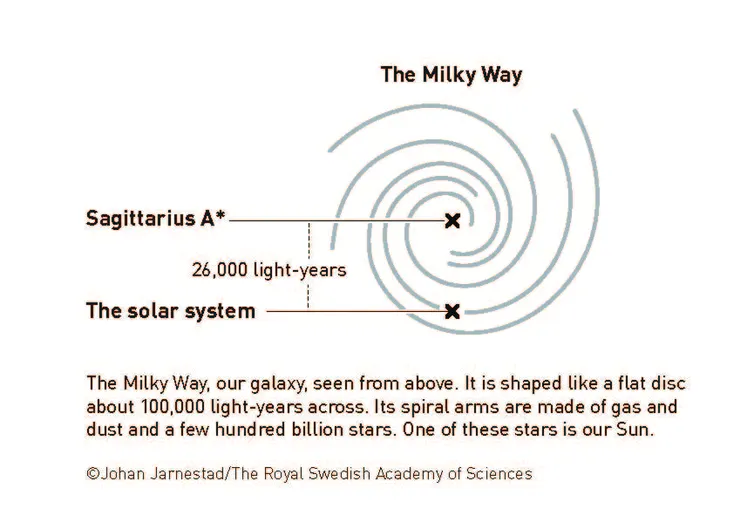 The Milky Way
Sagittarius A*
26,000 light-years
The solar system
The Milky Way, our galaxy, seen from above. It is shaped like a flat disc
about 100,000 light-years across. Its spiral arms are made of gas and
dust and a few hundred billion stars. One of these stars is our Sun.
©Johan Jarnestad/The Royal Swedish Academy of Sciences